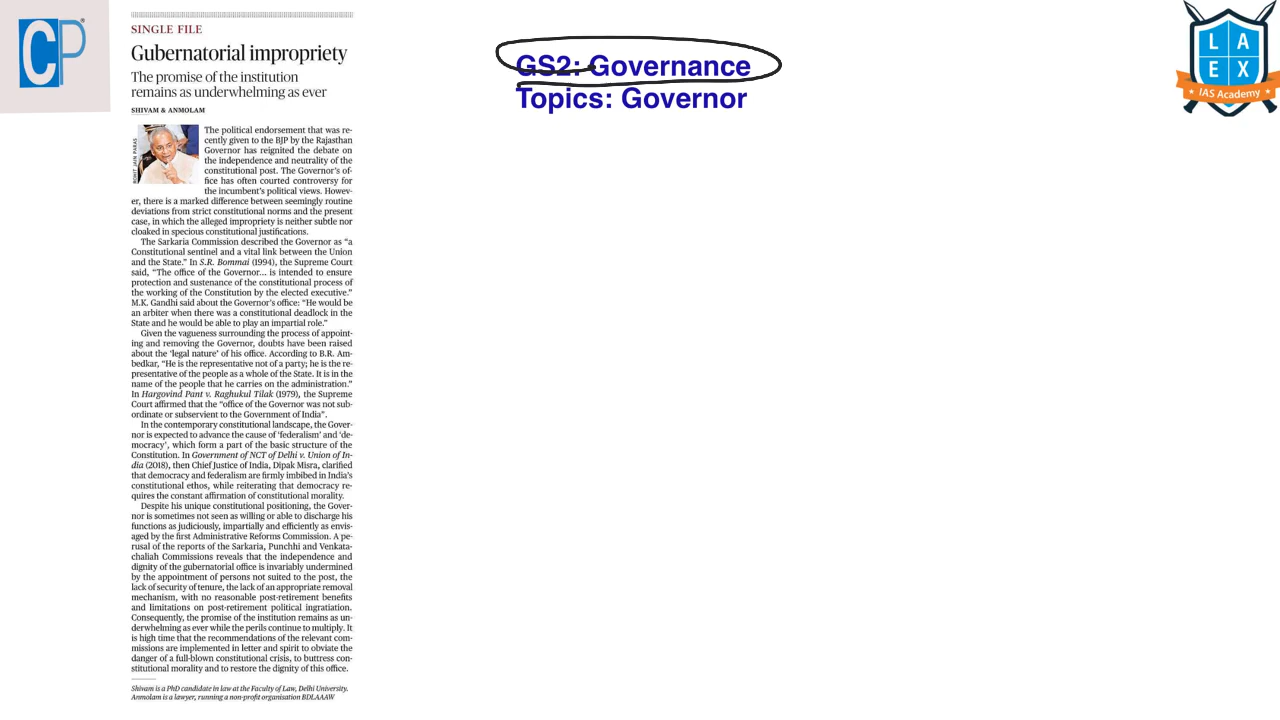 CP®
SINGLE FILE
Gubernatorial impropriety
The promise of the institution
remains as underwhelming as ever
SHIVAM & ANMOLAM
ROHIT JAIN PARAS
The political endorsement that was re-
cently given to the BJP by the Rajasthan
Governor has reignited the debate on
the independence and neutrality of the
constitutional post. The Governor's of-
fice has often courted controversy for
the incumbent's political views. Howev-
er, there is a marked difference between seemingly routine
deviations from strict constitutional norms and the present
case, in which the alleged impropriety is neither subtle nor
cloaked in specious constitutional justifications.
The Sarkaria Commission described the Governor as “a
Constitutional sentinel and a vital link between the Union
and the State.” In S.R. Bommai (1994), the Supreme Court
said, “The office of the Governor... is intended to ensure
protection and sustenance of the constitutional process of
the working of the Constitution by the elected executive.”
M.K. Gandhi said about the Governor's office: “He would be
an arbiter when there was a constitutional deadlock in the
State and he would be able to play an impartial role.”
Given the vagueness surrounding the process of appoint-
ing and removing the Governor, doubts have been raised
about the ‘legal nature’ of his office. According to B.R. Am-
bedkar, “He is the representative not of a party; he is the re-
presentative of the people as a whole of the State. It is in the
name of the people that he carries on the administration.”
In Hargovind Pant v. Raghukul Tilak (1979), the Supreme
Court affirmed that the “office of the Governor was not sub-
ordinate or subservient to the Government of India”.
In the contemporary constitutional landscape, the Gover-
nor is expected to advance the cause of ‘federalism’ and ‘de-
mocracy’, which form a part of the basic structure of the
Constitution. In Government of NCT of Delhi v. Union of In-
dia (2018), then Chief Justice of India, Dipak Misra, clarified
that democracy and federalism are firmly imbibed in India's
constitutional ethos, while reiterating that democracy re-
quires the constant affirmation of constitutional morality.
Despite his unique constitutional positioning, the Gover-
nor is sometimes not seen as willing or able to discharge his
functions as judiciously, impartially and efficiently as envis-
aged by the first Administrative Reforms Commission. A pe-
rusal of the reports of the Sarkaria, Punchhi and Venkata-
chaliah Commissions reveals that the independence and
dignity of the gubernatorial office is invariably undermined
by the appointment of persons not suited to the post, the
lack of security of tenure, the lack of an appropriate removal
mechanism, with no reasonable post-retirement benefits
and limitations on post-retirement political ingratiation.
Consequently, the promise of the institution remains as un-
derwhelming as ever while the perils continue to multiply. It
is high time that the recommendations of the relevant com-
missions are implemented in letter and spirit to obviate the
danger of a full-blown constitutional crisis, to buttress con-
stitutional morality and to restore the dignity of this office.
Shivam is a PhD candidate in law at the Faculty of Law, Delhi University.
Anmolam is a lawyer, running a non-profit organisation BDLAAAW
GS2: Governance
Topics: Governor
L A
E X
IAS Academy